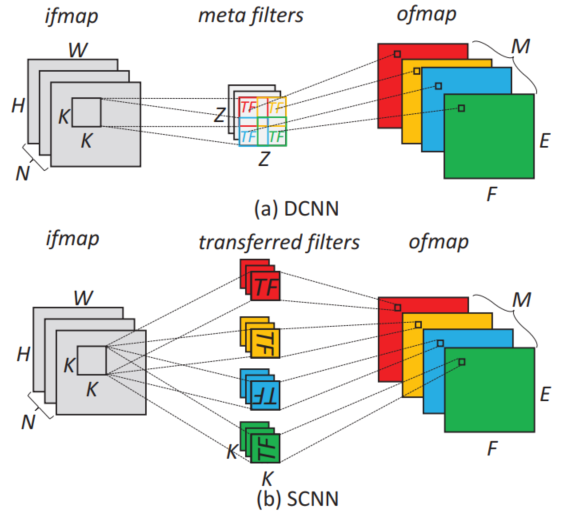 ifmap
meta filters
ofmap
W
M
H
K
K
Z
TF TF
TF TF
Z
N
E
F
(a) DCNN
ifmap
transferred filters
ofmap
W
TF
M
H
K
K
TF
TF
N
K
TF
K
E
F
(b) SCNN